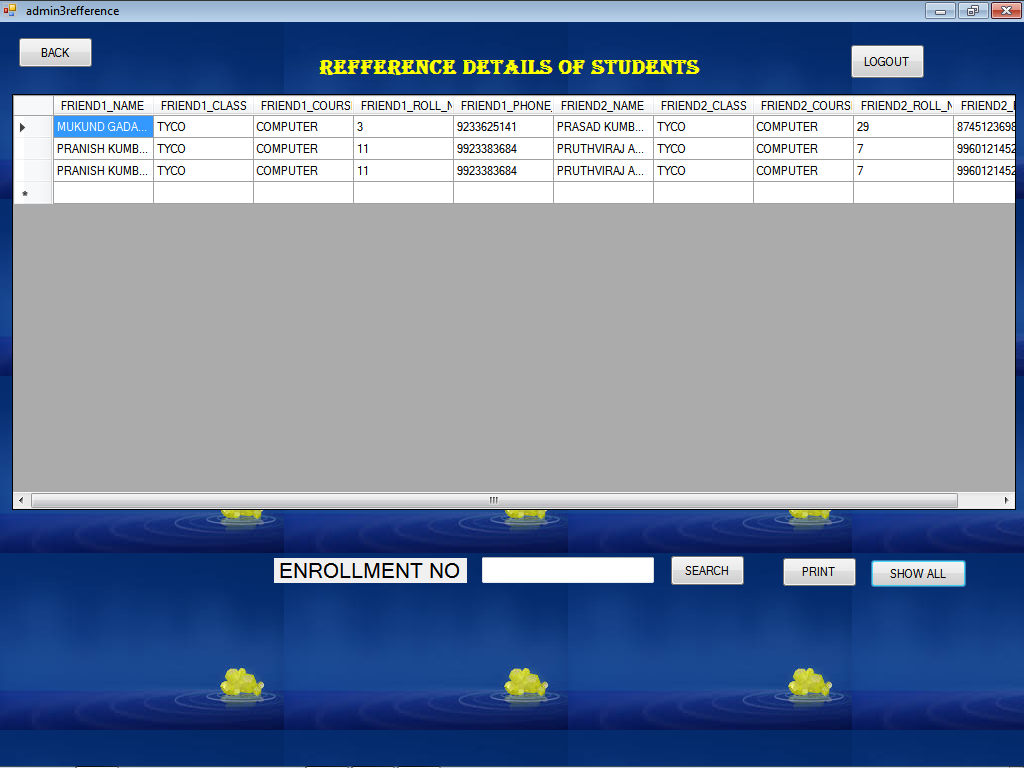 admin3refference
BACK
REFFERENCE DETAILS OF STUDENTS
LOGOUT
FRIEND1_NAME FRIEND1_CLASS FRIEND1_COURS FRIEND1_ROLL_N FRIEND1_PHONE FRIEND2_NAME FRIEND2_CLASS FRIEND2_COURS FRIEND2_ROLL_N FRIEND2_
MUKUND GADA... TYCO COMPUTER 3 9233625141 PRASAD KUMB... TYCO COMPUTER 29 8745123698
PRANISH KUMB... TYCO COMPUTER 11 9923383684 PRUTHVIRAJ A... TYCO COMPUTER 7 9960121452
PRANISH KUMB... TYCO COMPUTER 11 9923383684 PRUTHVIRAJ A... TYCO COMPUTER 7 9960121452
ENROLLMENT NO SEARCH PRINT SHOW ALL